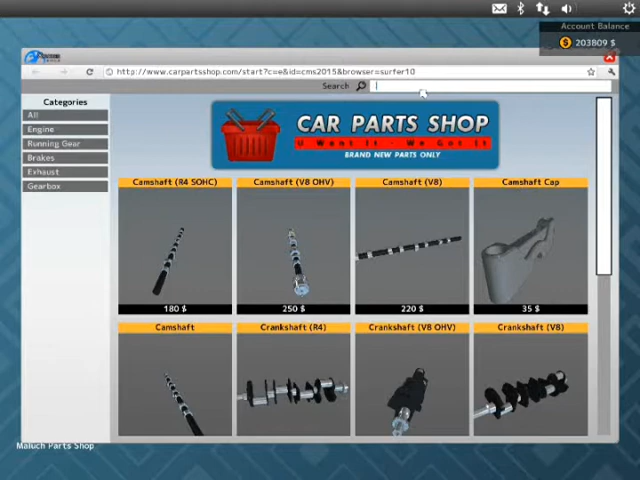 Account Balance
203809 $
http://www.carpartsshop.com/start?c=e&id=cms2015&browser=surfer10
Search
Categories
All
Engine
Running Gear
Brakes
Exhaust
Gearbox
CAR PARTS SHOP
U Want It - We Got It
BRAND NEW PARTS ONLY
Camshaft (R4 SOHC)
Camshaft (V8 OHV)
Camshaft (V8)
Camshaft Cap
180 $
250 $
220 $
35 $
Camshaft
Crankshaft (R4)
Crankshaft (V8 OHV)
Crankshaft (V8)
Maluch Parts Shop